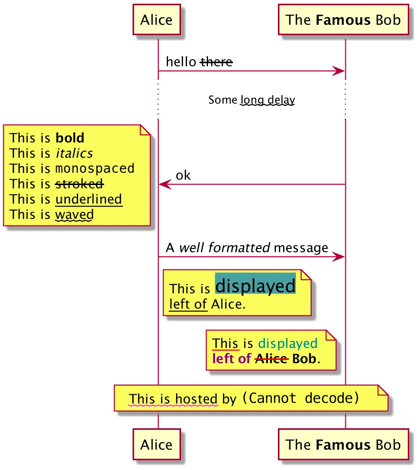 Alice
The Famous Bob
hello there
Some long delay
This is bold
This is italics
This is monospaced
This is stroked
This is underlined
This is waved
ok
A well formatted message
This is displayed
left of Alice.
This is displayed
left of Alice Bob.
This is hosted by (Cannot decode)
Alice
The Famous Bob